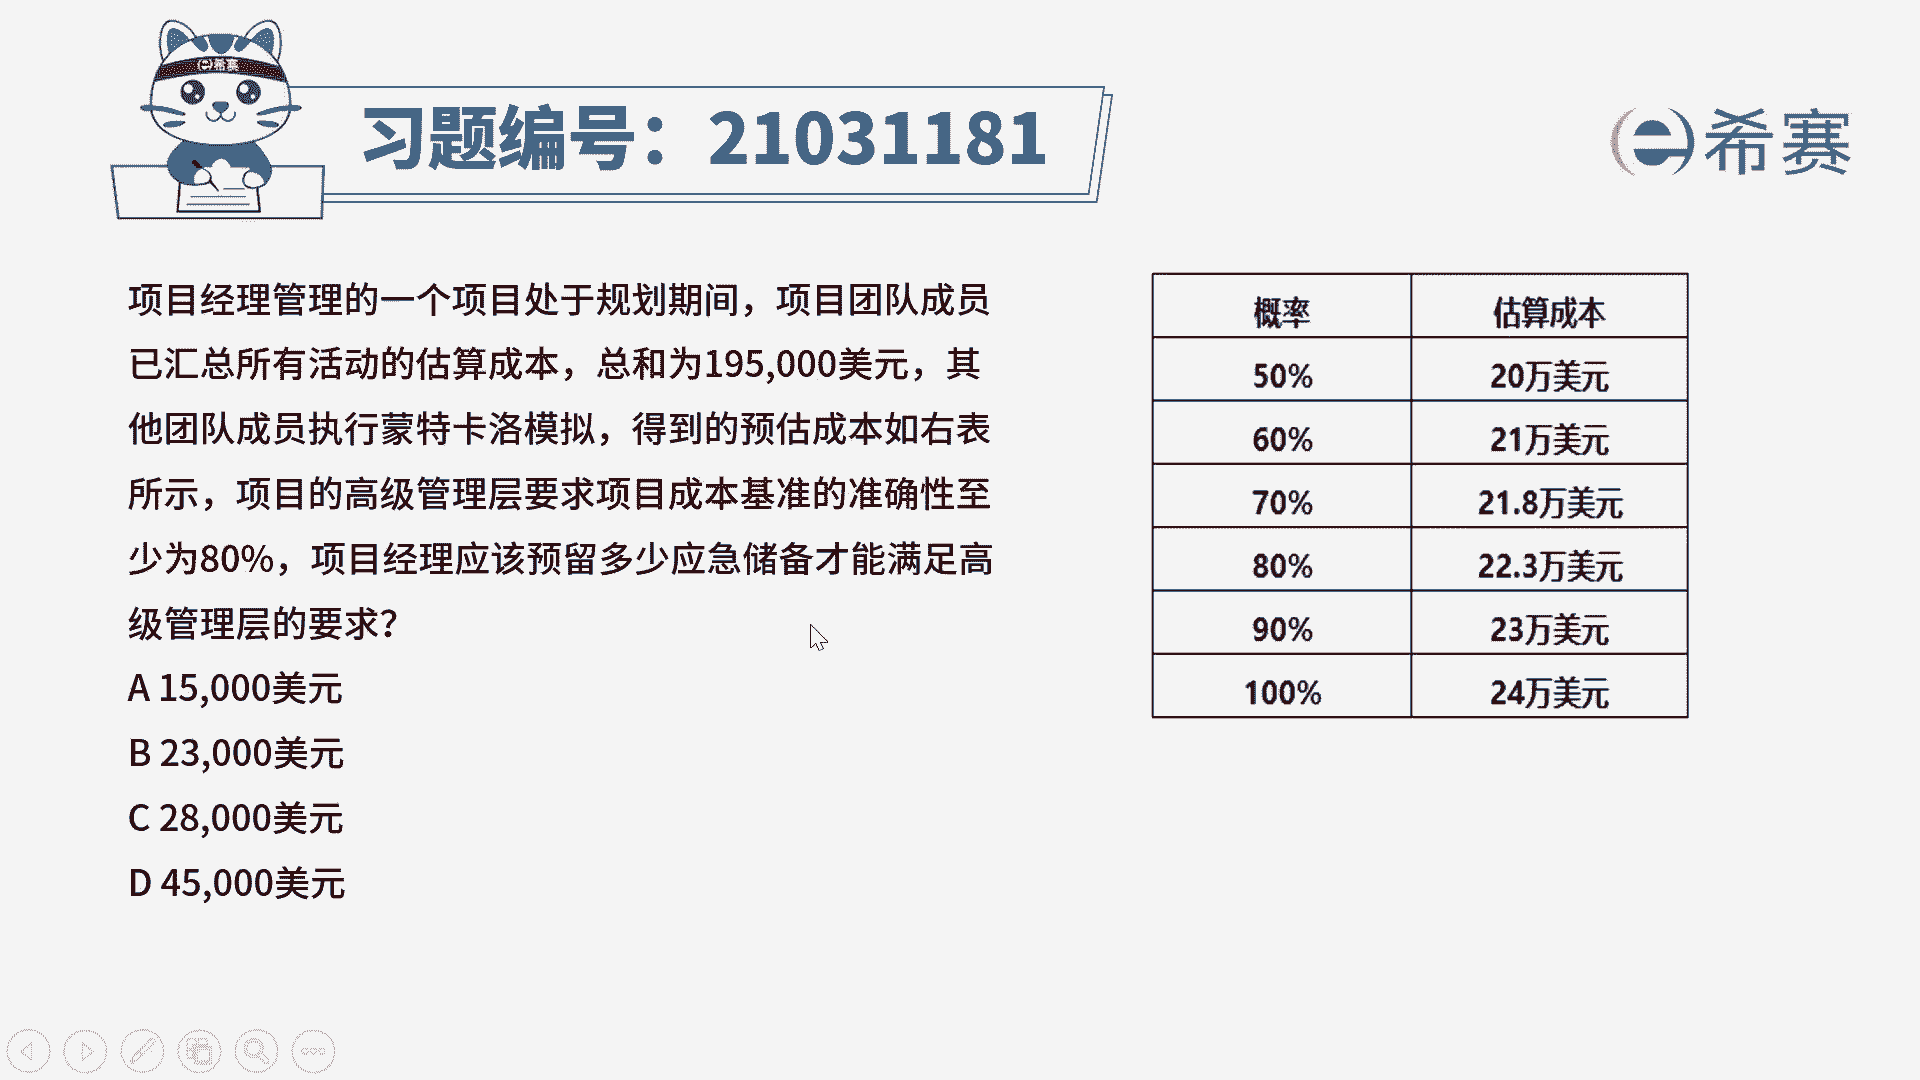 希赛
习题编号：21031181
希赛
项目经理管理的一个项目处于规划期间，项目团队成员
已汇总所有活动的估算成本，总和为195,000美元，其
他团队成员执行蒙特卡洛模拟，得到的预估成本如右表
所示，项目的高级管理层要求项目成本基准的准确性至
少为80%，项目经理应该预留多少应急储备才能满足高
级管理层的要求？
A 15,000美元
B 23,000美元
C 28,000美元
D 45,000美元
概率 估算成本
50% 20万美元
60% 21万美元
70% 21.8万美元
80% 22.3万美元
90% 23万美元
100% 24万美元